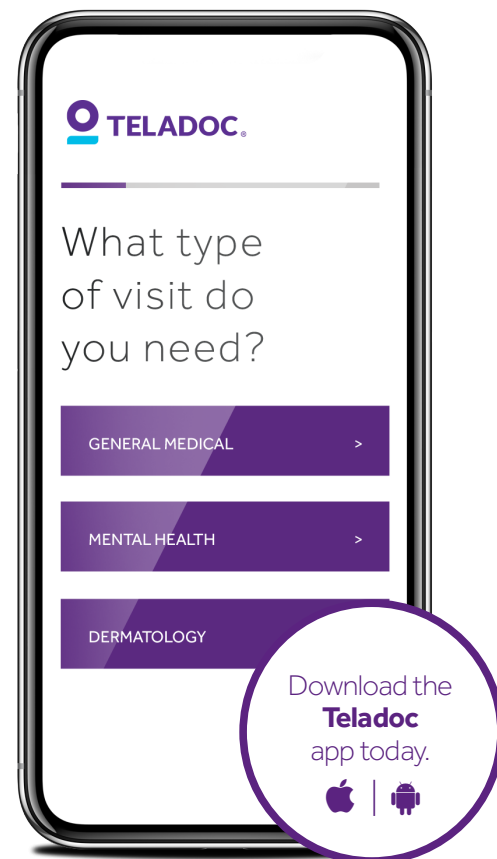 TELADOC®
What type
of visit do
you need?
GENERAL MEDICAL >
MENTAL HEALTH >
DERMATOLOGY
Download the
Teladoc
app today.